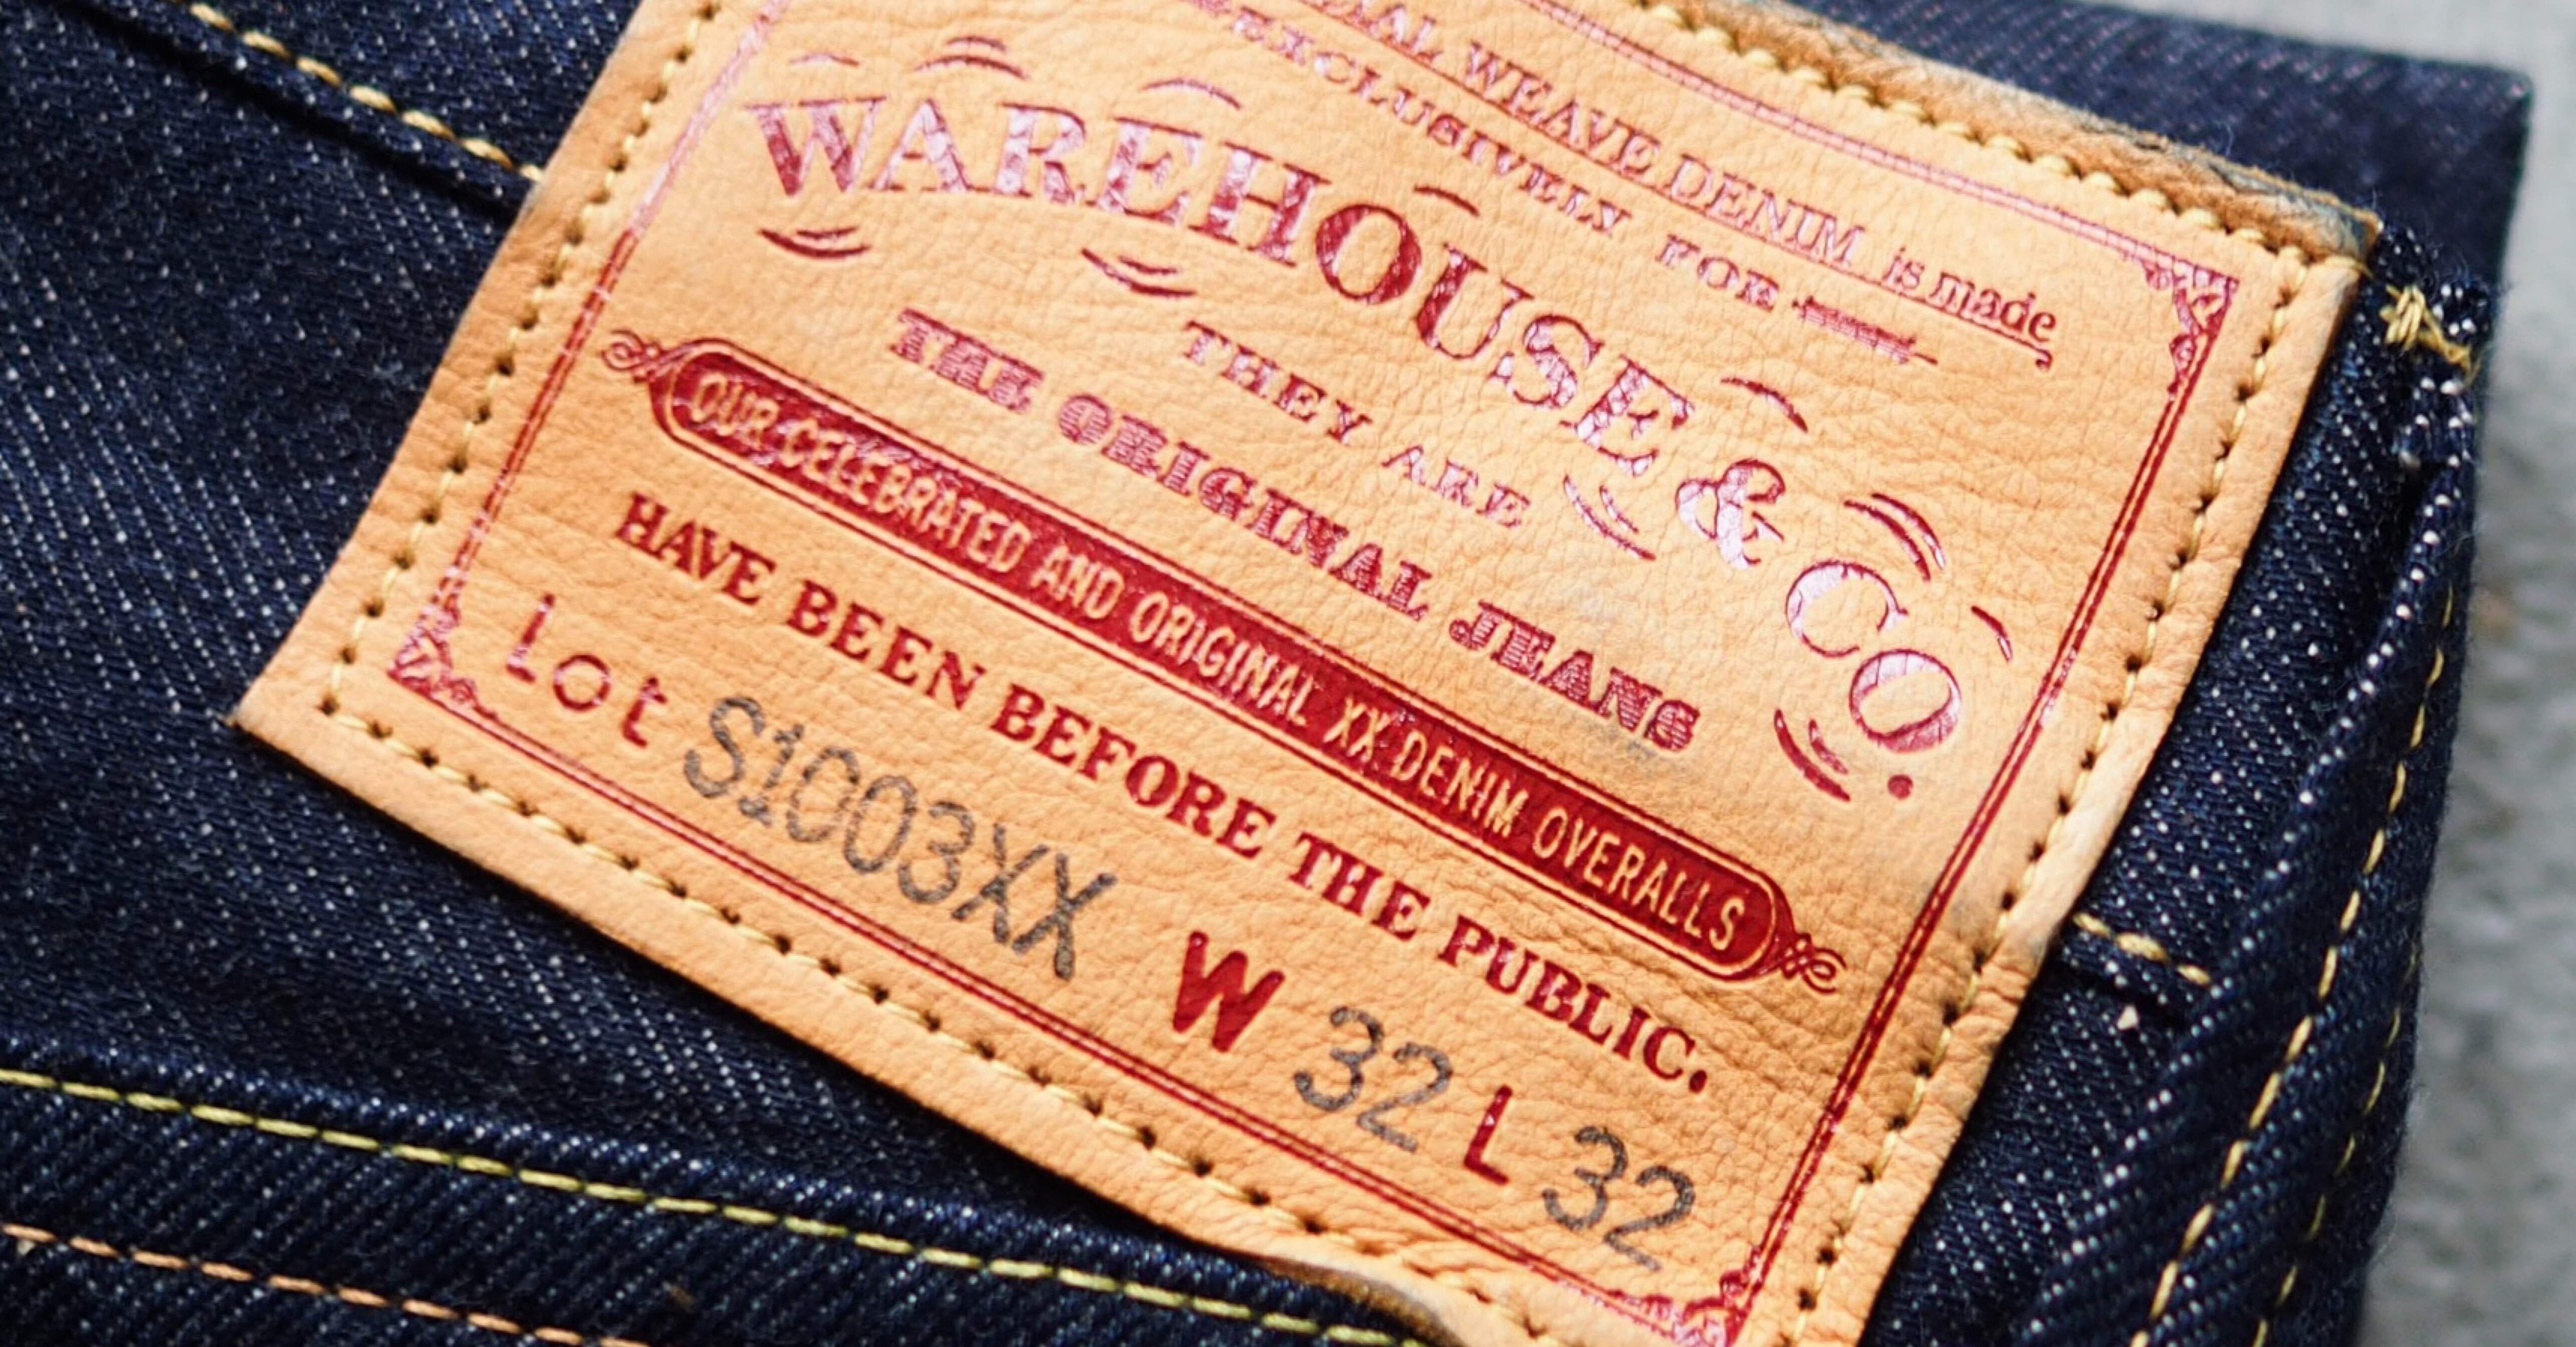 WEAVE DENIM is made
EXCLUSIVELY FOR
WAREHOUSE & CO.
THEY ARE
THE ORIGINAL JEANS
OUR CELEBRATED AND ORIGINAL XX DENIM OVERALLS
HAVE BEEN BEFORE THE PUBLIC.
Lot S1003XX W 32 L 32